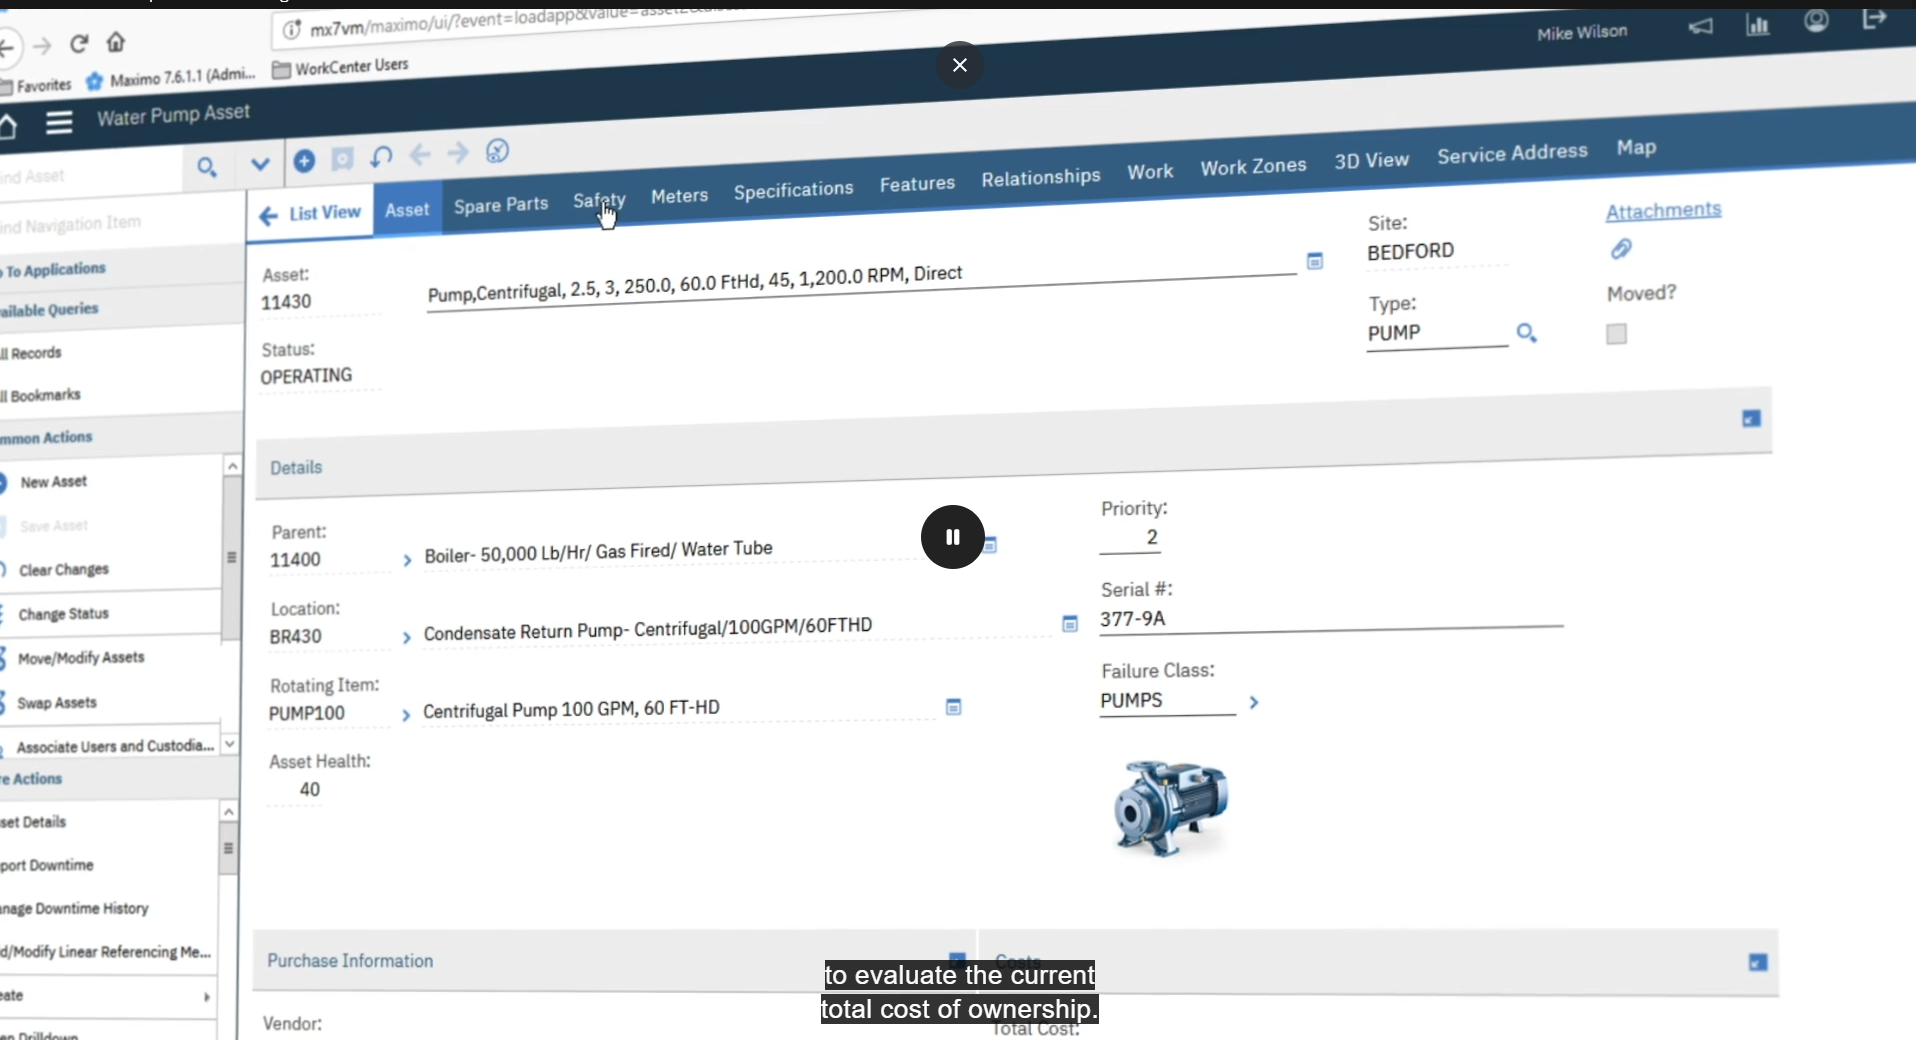 mx7vm/maximo/ui/?event=loadapp&value=
Favorites Maximo 7.6.1.1 (Admi... WorkCenter Users
Mike Wilson
Water Pump Asset
ind Asset
ind Navigation Item
List View Asset Spare Parts Safety Meters Specifications Features Relationships Work Work Zones 3D View Service Address Map
To Applications
ailable Queries
ll Records
ll Bookmarks
mmon Actions
New Asset
Save Asset
Clear Changes
Change Status
Move/Modify Assets
Swap Assets
Associate Users and Custodia...
re Actions
set Details
port Downtime
nage Downtime History
d/Modify Linear Referencing Me...
eate
en Drilldown
Asset:
11430 Pump,Centrifugal, 2.5, 3, 250.0, 60.0 FtHd, 45, 1,200.0 RPM, Direct
Status:
OPERATING
Site:
BEDFORD
Type:
PUMP
Attachments
Moved?
Details
Parent:
11400 Boiler- 50,000 Lb/Hr/ Gas Fired/ Water Tube
Location:
BR430 Condensate Return Pump- Centrifugal/100GPM/60FTHD
Rotating Item:
PUMP100 Centrifugal Pump 100 GPM, 60 FT-HD
Asset Health:
40
Priority:
2
Serial #:
377-9A
Failure Class:
PUMPS
Purchase Information
Costs
Vendor:
Total Cost:
to evaluate the current
total cost of ownership.